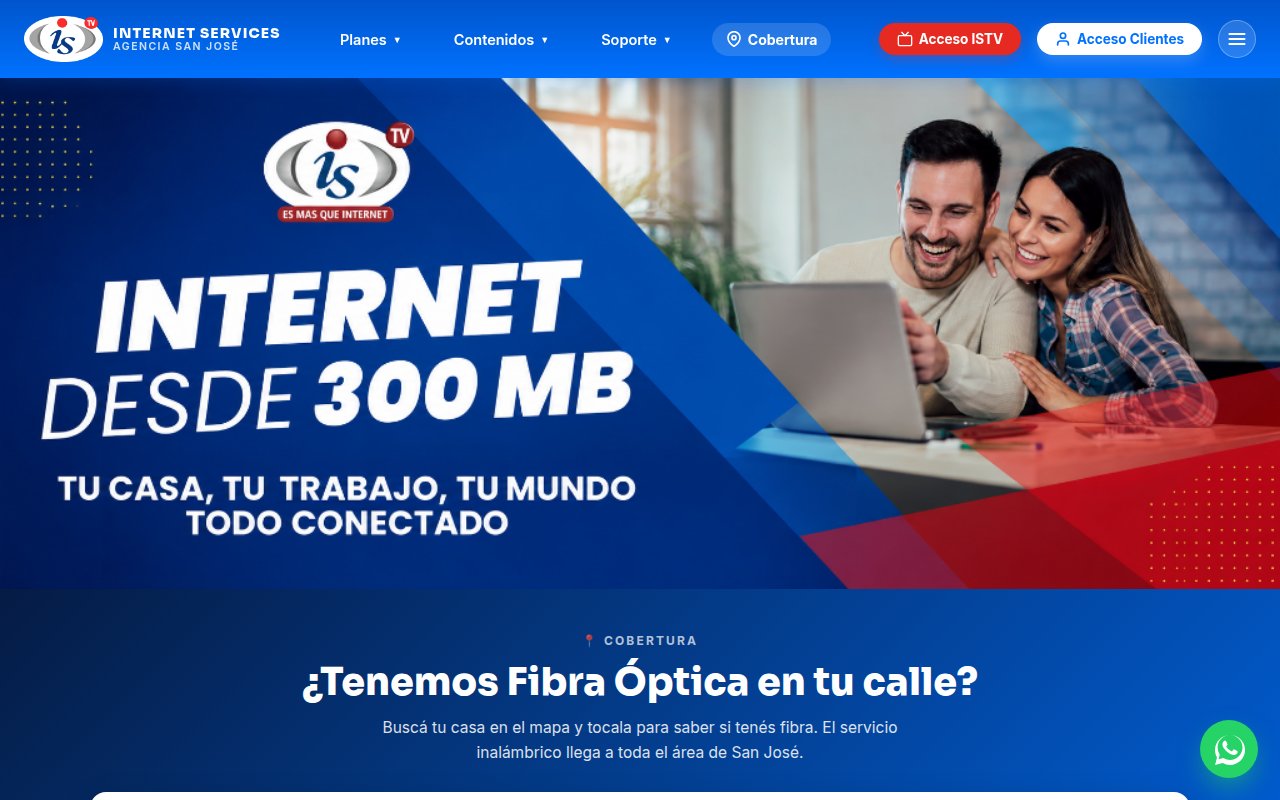 is TV
INTERNET SERVICES
AGENCIA SAN JOSÉ
Planes ▼
Contenidos ▼
Soporte ▼
Cobertura
Acceso ISTV
Acceso Clientes
is TV
ES MAS QUE INTERNET
INTERNET
DESDE 300 MB
TU CASA, TU TRABAJO, TU MUNDO
TODO CONECTADO
📍 COBERTURA
¿Tenemos Fibra Óptica en tu calle?
Buscá tu casa en el mapa y tocala para saber si tenés fibra. El servicio
inalámbrico llega a toda el área de San José.